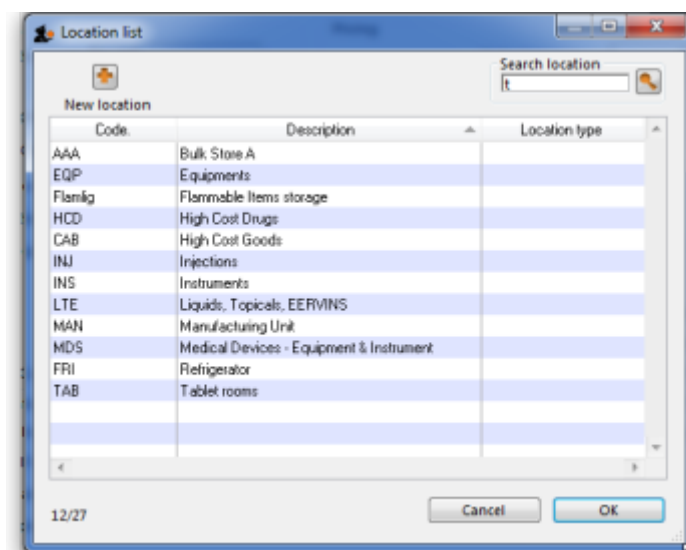 Location list
Search location
t
New location
Code. Description Location type
AAA Bulk Store A
EQP Equipments
Flamlig Flammable Items storage
HCD High Cost Drugs
CAB High Cost Goods
INJ Injections
INS Instruments
LTE Liquids, Topicals, EERVINS
MAN Manufacturing Unit
MDS Medical Devices - Equipment & Instrument
FRI Refrigerator
TAB Tablet rooms
12/27 Cancel OK